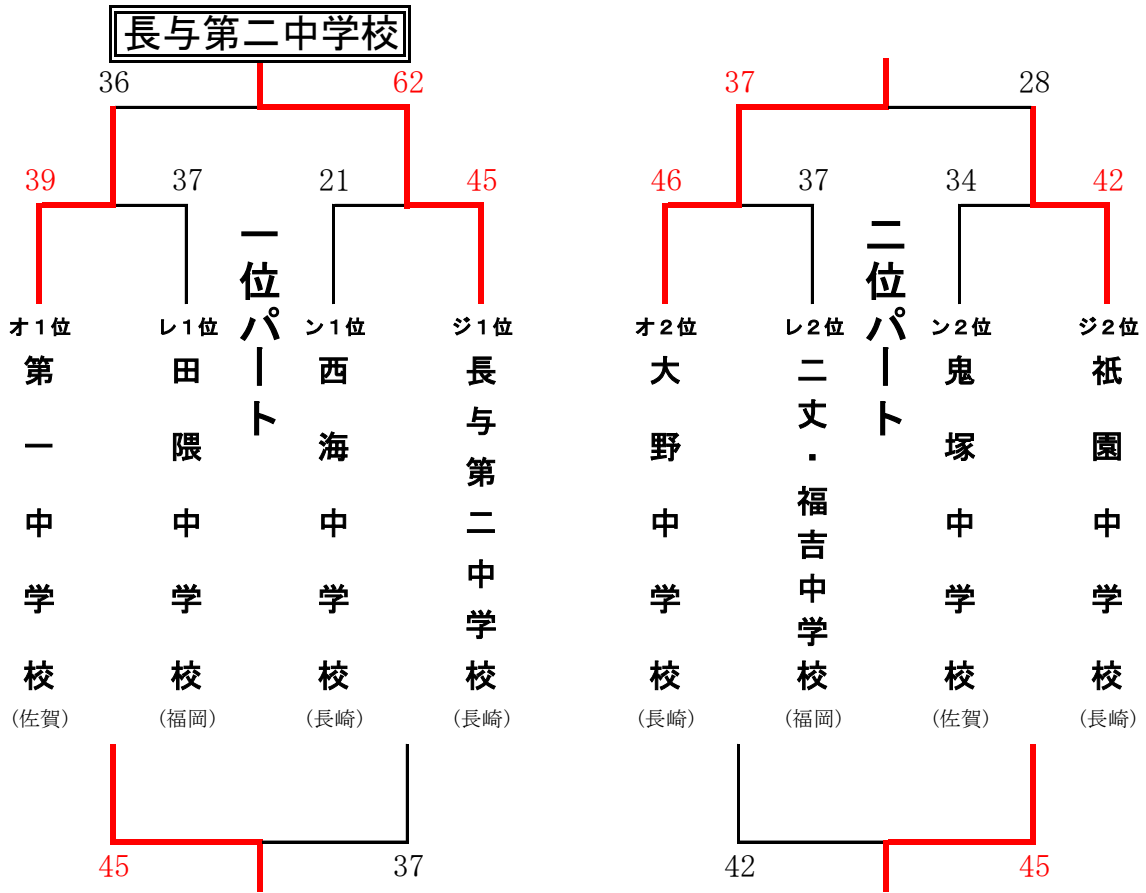 長与第二中学校
36
62
37
28
39
37
21
45
46
37
34
42
一位パート
二位パート
オ1位
レ1位
ン1位
ジ1位
オ2位
レ2位
ン2位
ジ2位
第一中学校
田隈中学校
西海中学校
長与第二中学校
大野中学校
二丈・福吉中学校
鬼塚中学校
祇園中学校
(佐賀)
(福岡)
(長崎)
(長崎)
(長崎)
(福岡)
(佐賀)
(長崎)
45
37
42
45